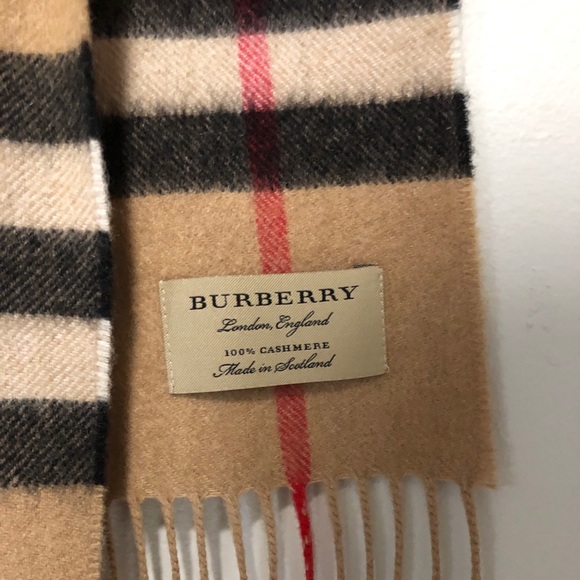 BURBERRY
London, England
100% CASHMERE
Made in Scotland